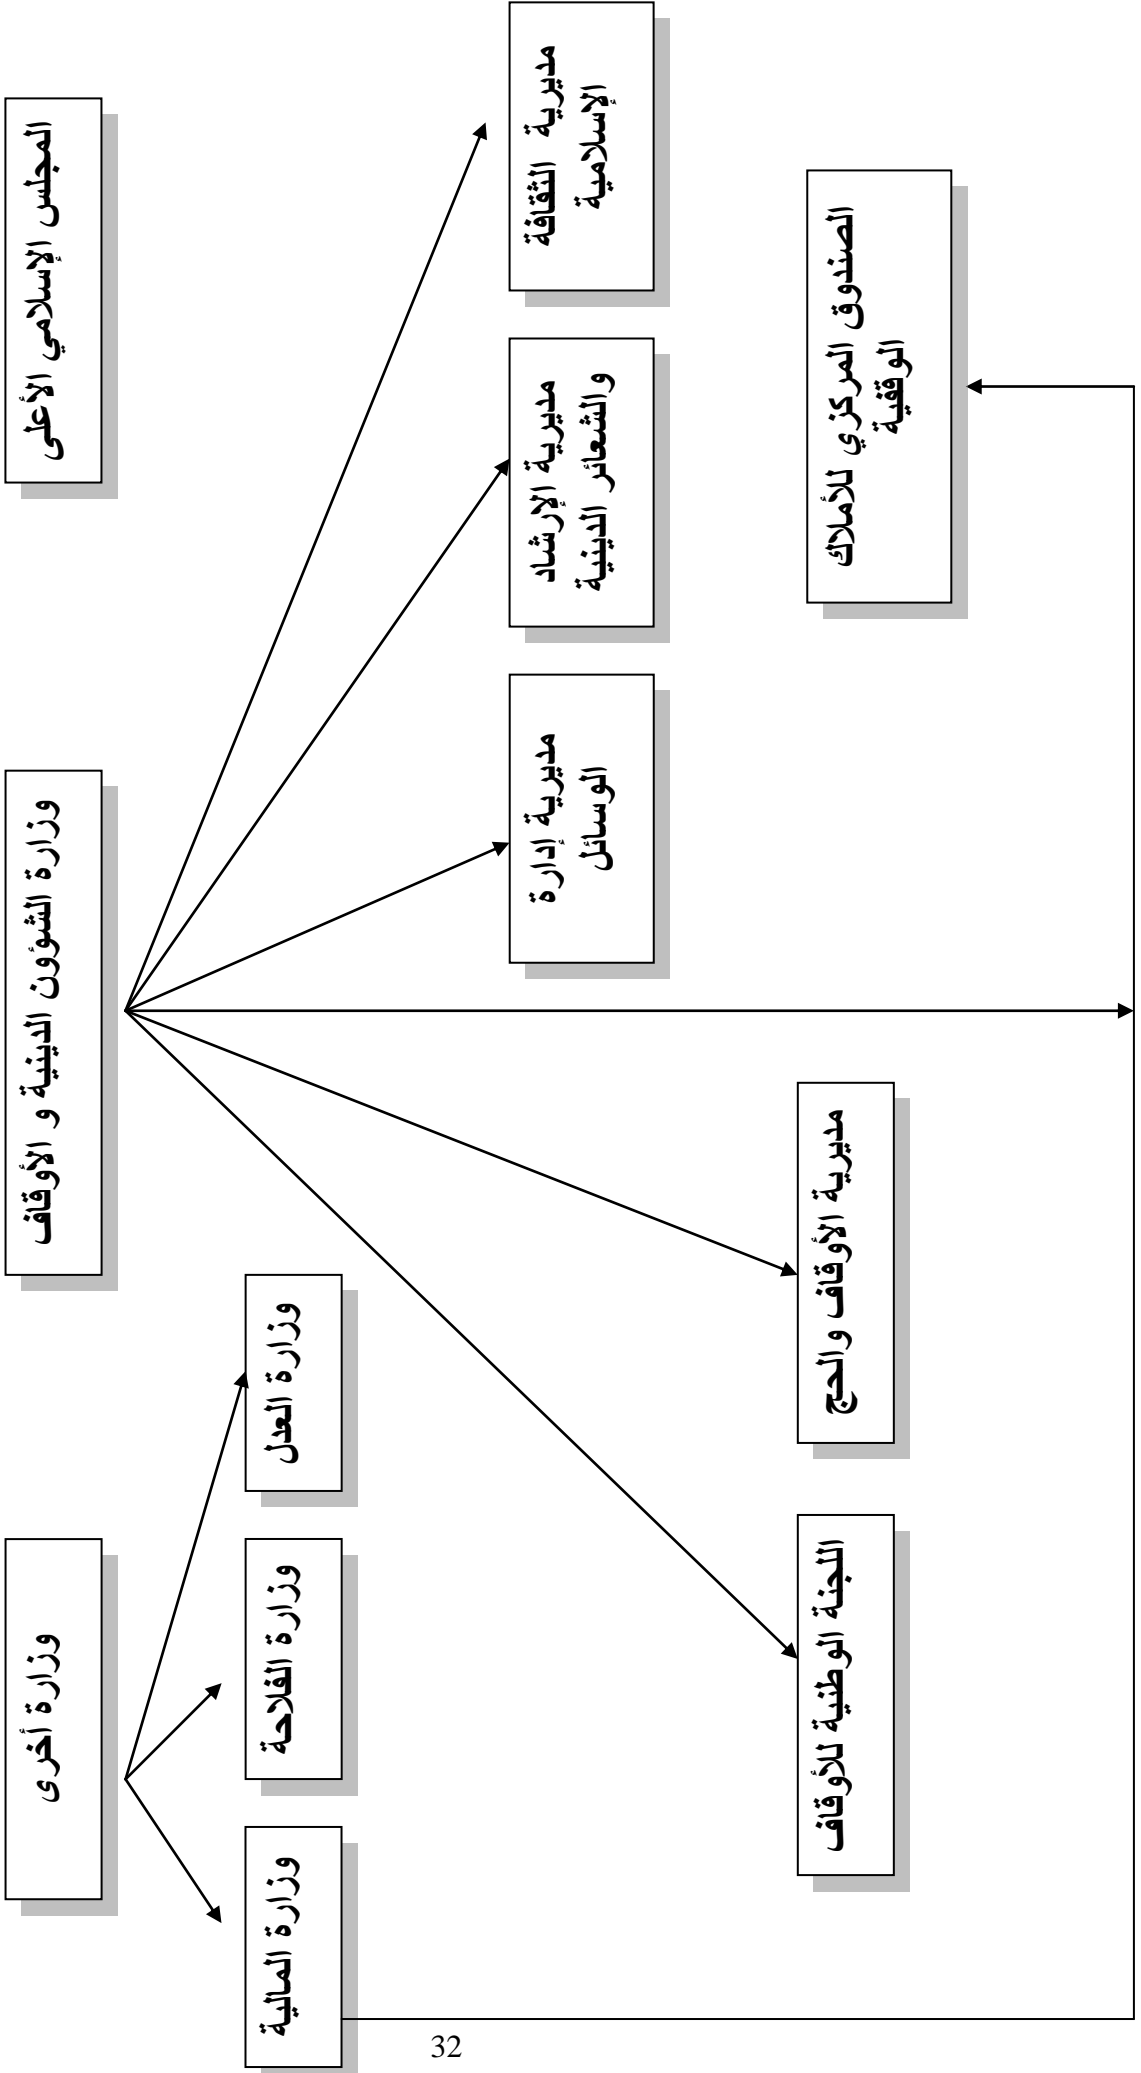 المجلس الإسلامي الأعلى
وزارة الشؤون الدينية و الأوقاف
وزارة أخرى
وزارة العدل
وزارة الفلاحة
وزارة المالية
مديرية الثقافة
الإسلامية
مديرية الإرشاد
والشعائر الدينية
مديرية إدارة
الوسائل
الصندوق المركزي للأملاك
الوقفية
مديرية الأوقاف والحج
اللجنة الوطنية للأوقاف
32